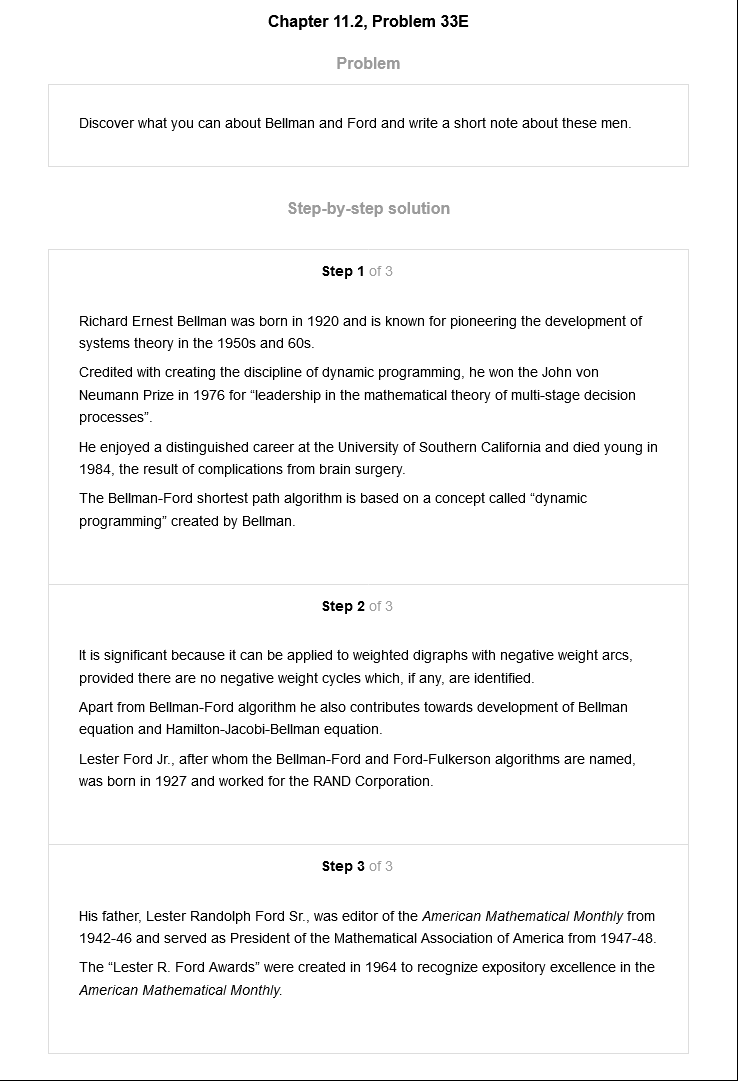 Chapter 11.2, Problem 33E
Problem
Discover what you can about Bellman and Ford and write a short note about these men.
Step-by-step solution
Step 1 of 3
Richard Ernest Bellman was born in 1920 and is known for pioneering the development of
systems theory in the 1950s and 60s.
Credited with creating the discipline of dynamic programming, he won the John von
Neumann Prize in 1976 for “leadership in the mathematical theory of multi-stage decision
processes”.
He enjoyed a distinguished career at the University of Southern California and died young in
1984, the result of complications from brain surgery.
The Bellman-Ford shortest path algorithm is based on a concept called “dynamic
programming” created by Bellman.
Step 2 of 3
It is significant because it can be applied to weighted digraphs with negative weight arcs,
provided there are no negative weight cycles which, if any, are identified.
Apart from Bellman-Ford algorithm he also contributes towards development of Bellman
equation and Hamilton-Jacobi-Bellman equation.
Lester Ford Jr., after whom the Bellman-Ford and Ford-Fulkerson algorithms are named,
was born in 1927 and worked for the RAND Corporation.
Step 3 of 3
His father, Lester Randolph Ford Sr., was editor of the American Mathematical Monthly from
1942-46 and served as President of the Mathematical Association of America from 1947-48.
The “Lester R. Ford Awards” were created in 1964 to recognize expository excellence in the
American Mathematical Monthly.